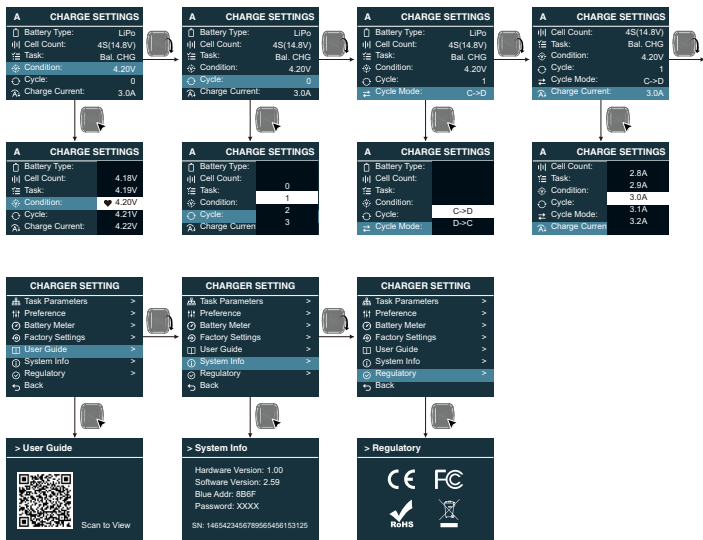 A CHARGE SETTINGS
Battery Type: LiPo
Cell Count: 4S(14.8V)
Task: Bal. CHG
Condition: 4.20V
Cycle: 0
Charge Current: 3.0A
A CHARGE SETTINGS
Battery Type: LiPo
Cell Count: 4S(14.8V)
Task: Bal. CHG
Condition: 4.20V
Cycle: 0
Charge Current: 3.0A
A CHARGE SETTINGS
Battery Type: LiPo
Cell Count: 4S(14.8V)
Task: Bal. CHG
Condition: 4.20V
Cycle: 1
Cycle Mode: C->D
A CHARGE SETTINGS
Cell Count: 4S(14.8V)
Task: Bal. CHG
Condition: 4.20V
Cycle: 1
Cycle Mode: C->D
Charge Current: 3.0A
A CHARGE SETTINGS
Battery Type:
Cell Count: 4.18V
Task: 4.19V
Condition: 4.20V
Cycle: 4.21V
Charge Current: 4.22V
A CHARGE SETTINGS
Battery Type:
Cell Count:
Task: 0
Condition: 1
Cycle: 2
Charge Curren 3
A CHARGE SETTINGS
Battery Type:
Cell Count:
Task:
Condition:
Cycle: C->D
Cycle Mode: D->C
A CHARGE SETTINGS
Cell Count: 2.8A
Task: 2.9A
Condition: 3.0A
Cycle: 3.1A
Cycle Mode: 3.2A
Charge Curren
CHARGER SETTING
Task Parameters >
Preference >
Battery Meter >
Factory Settings >
User Guide >
System Info >
Regulatory >
Back
CHARGER SETTING
Task Parameters >
Preference >
Battery Meter >
Factory Settings >
User Guide >
System Info >
Regulatory >
Back
CHARGER SETTING
Task Parameters >
Preference >
Battery Meter >
Factory Settings >
User Guide >
System Info >
Regulatory >
Back
> User Guide
Scan to View
> System Info
Hardware Version: 1.00
Software Version: 2.59
Blue Addr: 8B6F
Password: XXXX
SN: 1465423456789565456153125
> Regulatory
CE FC
RoHS